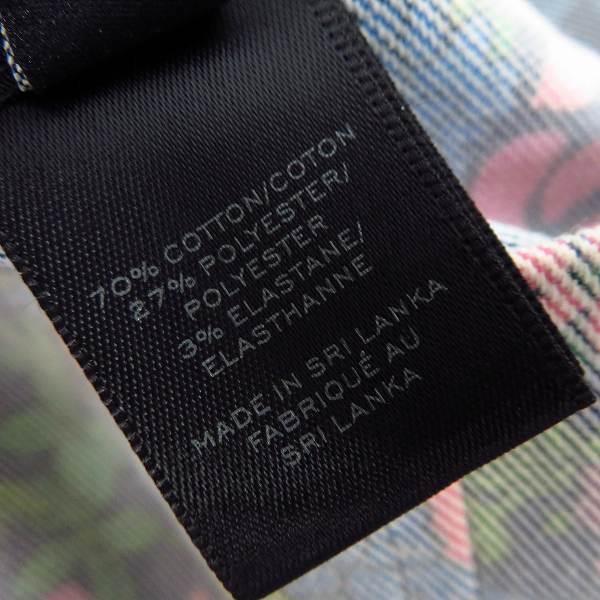 70% COTTON/COTON
27% POLYESTER/
POLYESTER
3% ELASTANE/
ELASTHANNE
MADE IN SRI LANKA
FABRIQUÉ AU
SRI LANKA